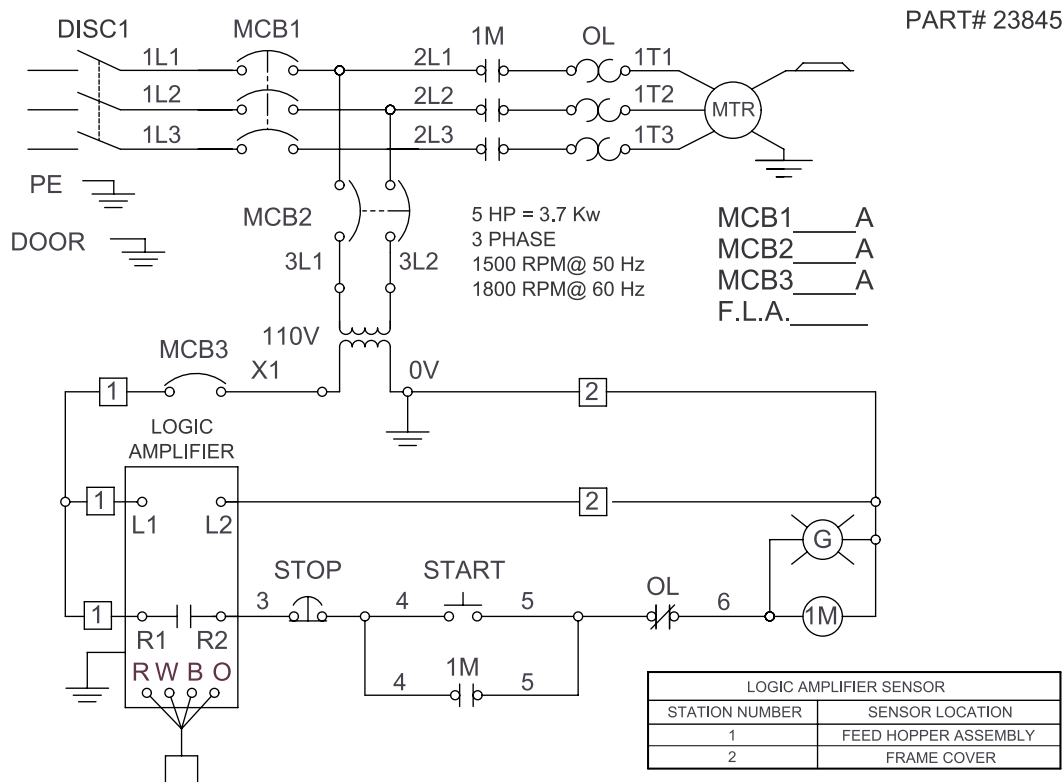 PART# 23845
DISC1 MCB1 1M OL
1L1 2L1 1T1
1L2 2L2 1T2
MTR
1L3 2L3 1T3
PE
DOOR
MCB2
5 HP = 3.7 Kw
3 PHASE
1500 RPM@ 50 Hz
1800 RPM@ 60 Hz
MCB1____A
MCB2____A
MCB3____A
F.L.A._____
3L1 3L2
110V
MCB3
X1 0V
1 2
LOGIC
AMPLIFIER
1 2
L1 L2
G
STOP START OL
3 4 5 6
1 1M
R1 R2
1M
4 5
R W B O
LOGIC AMPLIFIER SENSOR
STATION NUMBER SENSOR LOCATION
1 FEED HOPPER ASSEMBLY
2 FRAME COVER